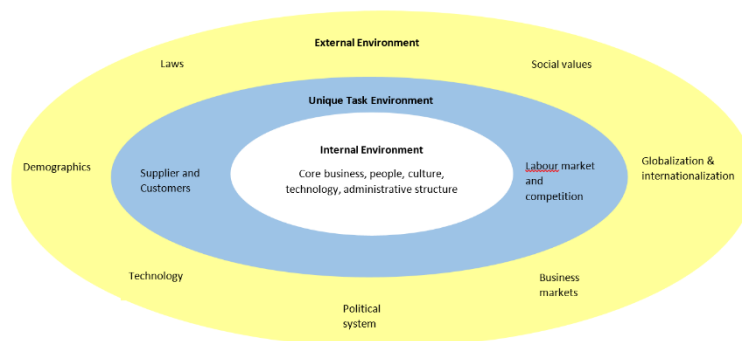 External Environment
Laws
Social values
Unique Task Environment
Internal Environment
Core business, people, culture,
technology, administrative structure
Demographics
Supplier and
Customers
Labour market
and
competition
Globalization &
internationalization
Technology
Business
markets
Political
system